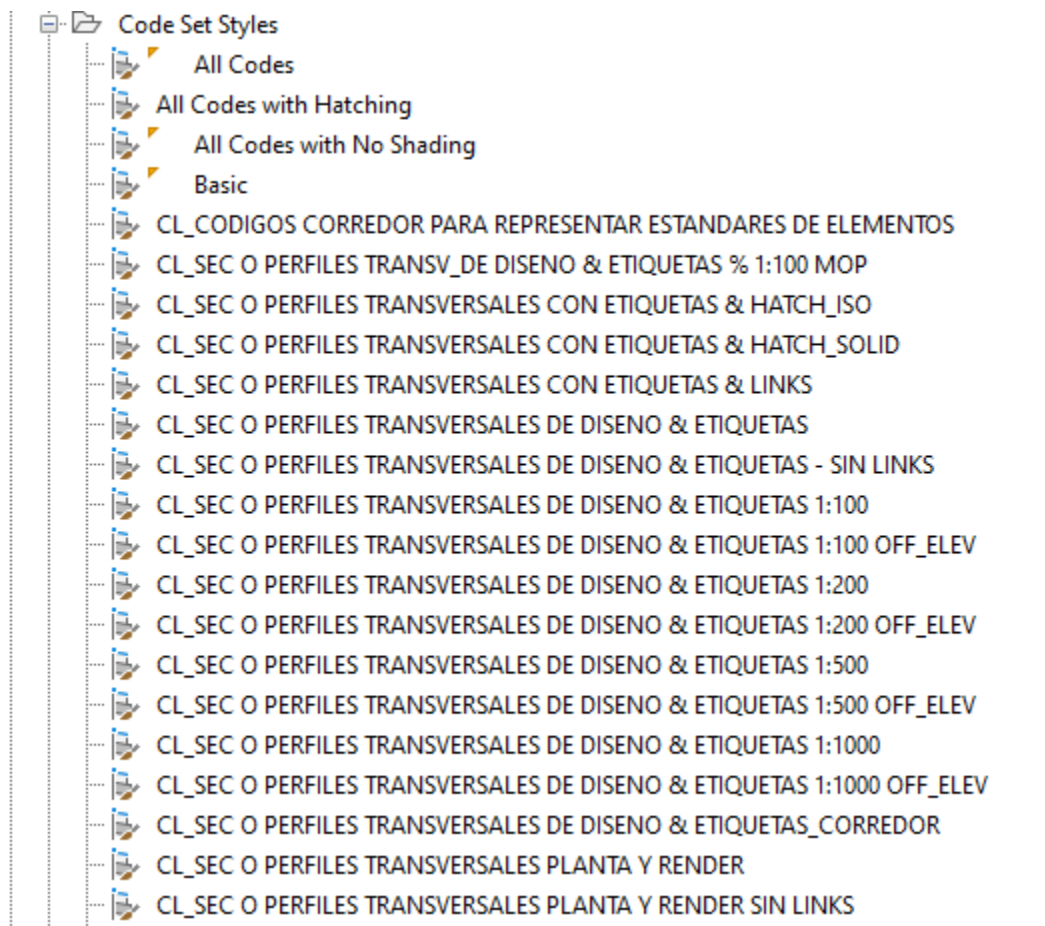 Code Set Styles
All Codes
All Codes with Hatching
All Codes with No Shading
Basic
CL_CODIGOS CORREDOR PARA REPRESENTAR ESTANDARES DE ELEMENTOS
CL_SEC O PERFILES TRANSV_DE DISENO & ETIQUETAS % 1:100 MOP
CL_SEC O PERFILES TRANSVERSALES CON ETIQUETAS & HATCH_ISO
CL_SEC O PERFILES TRANSVERSALES CON ETIQUETAS & HATCH_SOLID
CL_SEC O PERFILES TRANSVERSALES CON ETIQUETAS & LINKS
CL_SEC O PERFILES TRANSVERSALES DE DISENO & ETIQUETAS
CL_SEC O PERFILES TRANSVERSALES DE DISENO & ETIQUETAS - SIN LINKS
CL_SEC O PERFILES TRANSVERSALES DE DISENO & ETIQUETAS 1:100
CL_SEC O PERFILES TRANSVERSALES DE DISENO & ETIQUETAS 1:100 OFF_ELEV
CL_SEC O PERFILES TRANSVERSALES DE DISENO & ETIQUETAS 1:200
CL_SEC O PERFILES TRANSVERSALES DE DISENO & ETIQUETAS 1:200 OFF_ELEV
CL_SEC O PERFILES TRANSVERSALES DE DISENO & ETIQUETAS 1:500
CL_SEC O PERFILES TRANSVERSALES DE DISENO & ETIQUETAS 1:500 OFF_ELEV
CL_SEC O PERFILES TRANSVERSALES DE DISENO & ETIQUETAS 1:1000
CL_SEC O PERFILES TRANSVERSALES DE DISENO & ETIQUETAS 1:1000 OFF_ELEV
CL_SEC O PERFILES TRANSVERSALES DE DISENO & ETIQUETAS_CORREDOR
CL_SEC O PERFILES TRANSVERSALES PLANTA Y RENDER
CL_SEC O PERFILES TRANSVERSALES PLANTA Y RENDER SIN LINKS